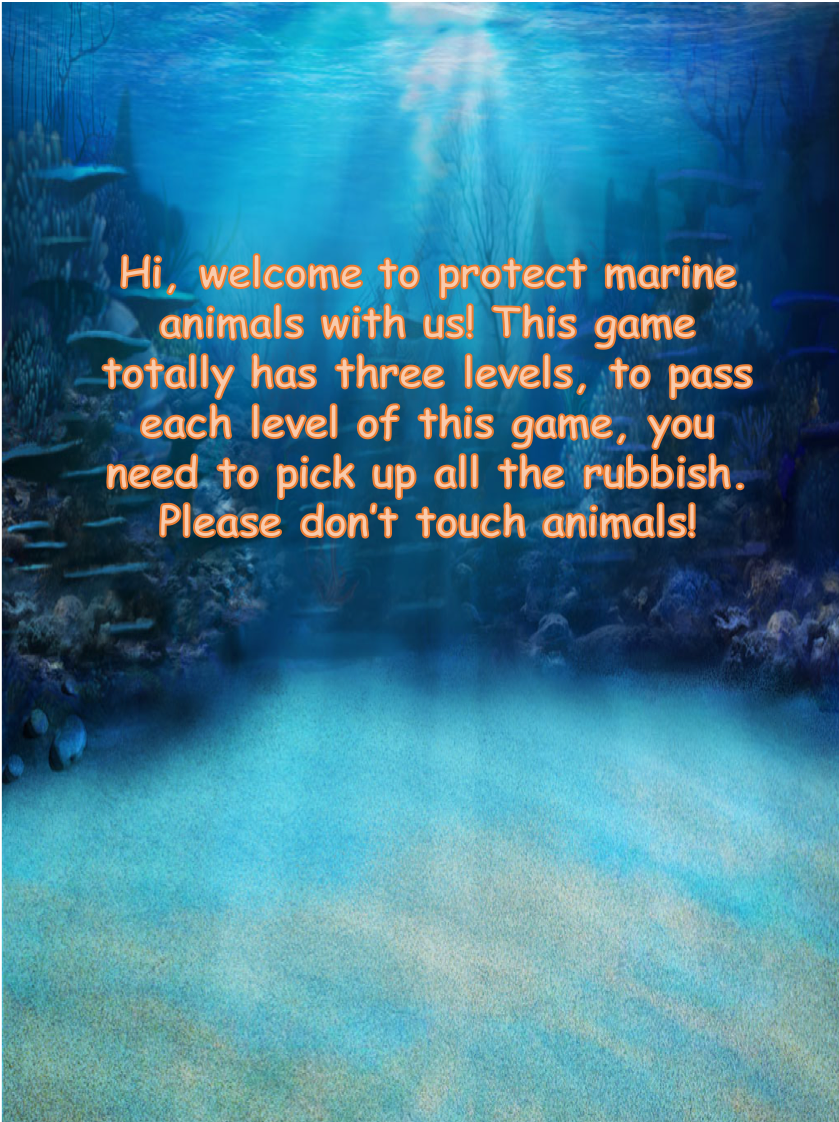 Hi, welcome to protect marine
animals with us! This game
totally has three levels, to pass
each level of this game, you
need to pick up all the rubbish.
Please don't touch animals!